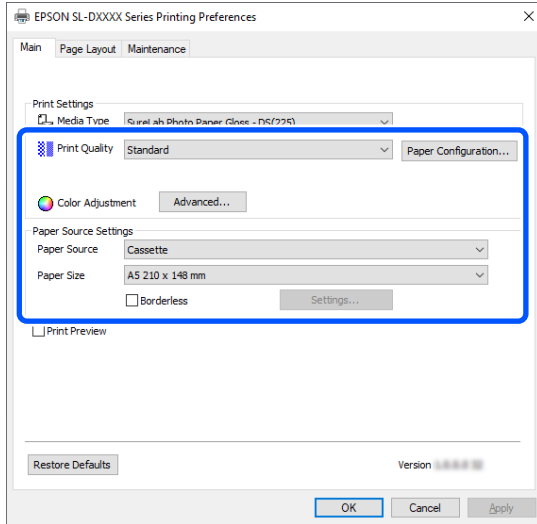 EPSON SL-DXXXX Series Printing Preferences
Main Page Layout Maintenance
Print Settings
Media Type SureLab Photo Paper Gloss - DS(225)
Print Quality Standard Paper Configuration...
Color Adjustment Advanced...
Paper Source Settings
Paper Source Cassette
Paper Size A5 210 x 148 mm
Borderless Settings...
Print Preview
Restore Defaults Version
OK Cancel Apply